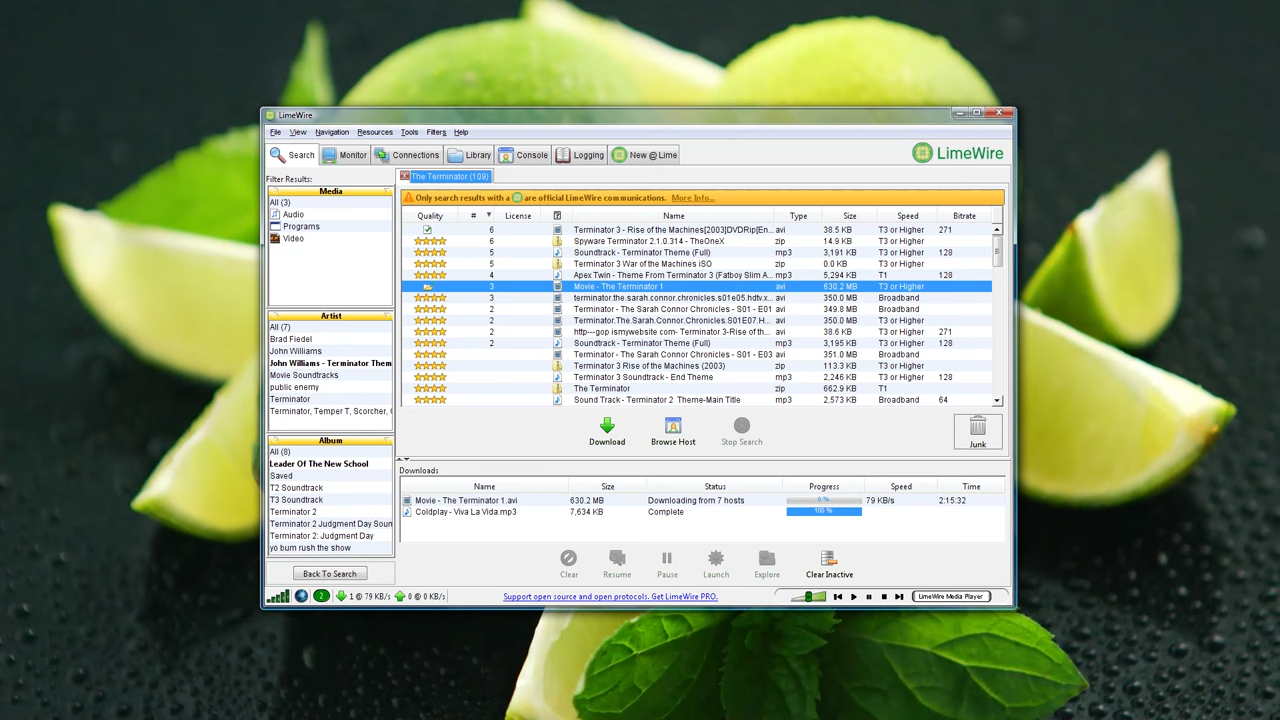 LimeWire
File View Navigation Resources Tools Filters Help
Search Monitor Connections Library Console Logging New @ Lime
LimeWire
Filter Results:
Media
All (3)
Audio
Programs
Video
Artist
All (7)
Brad Fiedel
John Williams
John Williams - Terminator Them
Movie Soundtracks
public enemy
Terminator
Terminator, Temper T, Scorcher, (
Album
All (8)
Leader Of The New School
Saved
T2 Soundtrack
T3 Soundtrack
Terminator 2
Terminator 2 Judgment Day Soun
Terminator 2: Judgment Day
yo bum rush the show
Back To Search
The Terminator (109)
Only search results with a are official LimeWire communications. More Info...
Quality # License ? Name Type Size Speed Bitrate
6 Terminator 3 - Rise of the Machines[2003]DVDRip[En... avi 38.5 KB T3 or Higher 271
6 Spyware Terminator 2.1.0.314 - TheOneX zip 14.9 KB T3 or Higher
5 Soundtrack - Terminator Theme (Full) mp3 3,191 KB T3 or Higher 128
5 Terminator 3 War of the Machines iSO zip 0.0 KB T3 or Higher
4 Apex Twin - Theme From Terminator 3 (Fatboy Slim A... mp3 5,294 KB T1 128
3 Movie - The Terminator 1 avi 630.2 MB T3 or Higher
3 terminator.the.sarah.connor.chronicles.s01e05.hdtv.x... avi 350.0 MB Broadband
2 Terminator - The Sarah Connor Chronicles - S01 - E01 avi 349.8 MB Broadband
2 Terminator.The.Sarah.Connor.Chronicles.S01E07.H... avi 350.0 MB T3 or Higher
2 http---gop ismywebsite com- Terminator 3-Rise of th... avi 38.6 KB T3 or Higher 271
2 Soundtrack - Terminator Theme (Full) mp3 3,195 KB T3 or Higher 128
Terminator - The Sarah Connor Chronicles - S01 - E03 avi 351.0 MB Broadband
Terminator 3 Rise of the Machines (2003) zip 113.3 KB T3 or Higher
Terminator 3 Soundtrack - End Theme mp3 2,246 KB T3 or Higher 128
The Terminator zip 662.9 KB T1
Sound Track - Terminator 2 Theme-Main Title mp3 2,573 KB Broadband 64
Download Browse Host Stop Search Junk
Downloads
Name Size Status Progress Speed Time
Movie - The Terminator 1.avi 630.2 MB Downloading from 7 hosts 0 % 79 KB/s 2:15:32
Coldplay - Viva La Vida.mp3 7,634 KB Complete 100 %
Clear Resume Pause Launch Explore Clear Inactive
2 1 @ 79 KB/s 0 @ 0 KB/s Support open source and open protocols. Get LimeWire PRO. LimeWire Media Player